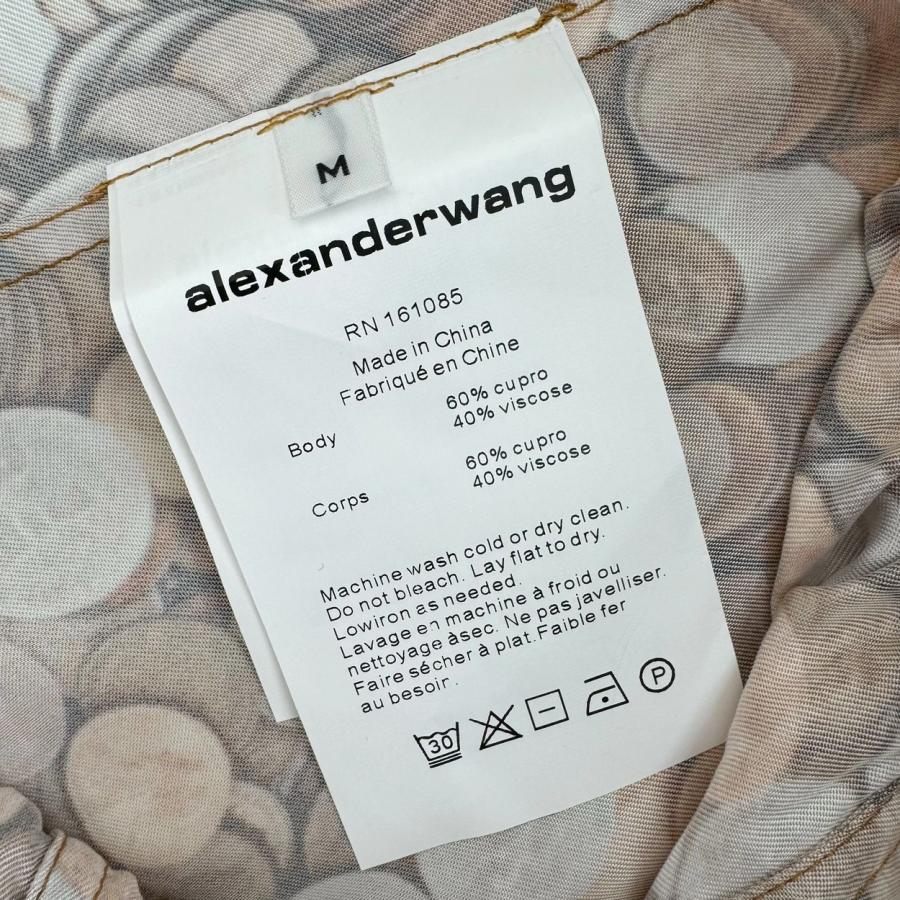 M
alexanderwang
RN 161085
Made in China
Fabriqué en Chine
60% cupro
40% viscose
Body
60% cupro
40% viscose
Corps
Machine wash cold or dry clean.
Do not bleach. Lay flat to dry.
Lowiron as needed.
Lavage en machine à froid ou
nettoyage àsec. Ne pas javelliser.
Faire sécher à plat.Faible fer
au besoin .
30
P